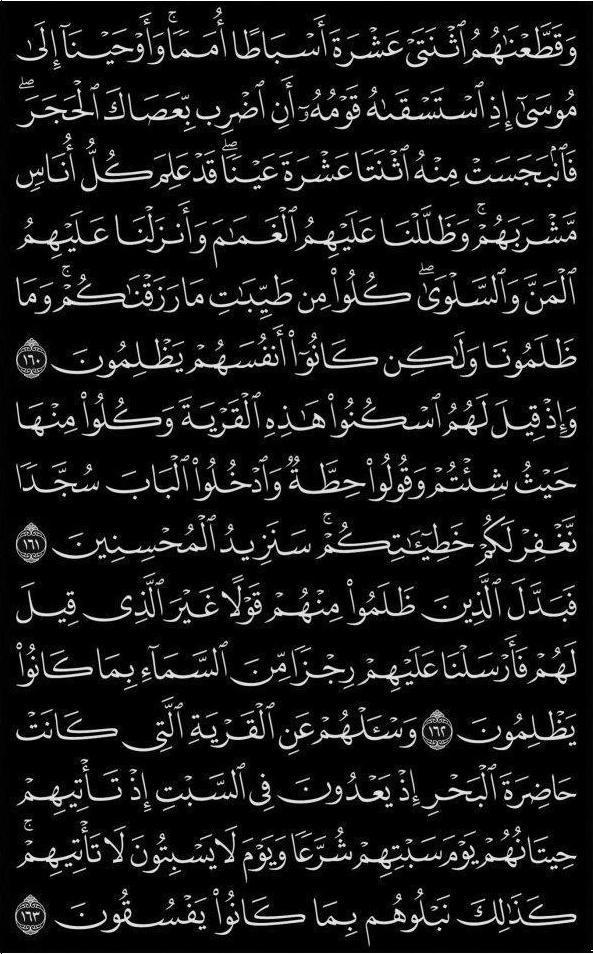 وَقَطَّعۡنَٰهُمُ ٱثۡنَتَيۡ عَشۡرَةَ أَسۡبَاطًا أُمَمٗاۚ وَأَوۡحَيۡنَآ إِلَىٰ
مُوسَىٰٓ إِذِ ٱسۡتَسۡقَىٰهُ قَوۡمُهُۥٓ أَنِ ٱضۡرِب بِّعَصَاكَ ٱلۡحَجَرَۖ
فَٱنۢبَجَسَتۡ مِنۡهُ ٱثۡنَتَا عَشۡرَةَ عَيۡنٗاۖ قَدۡ عَلِمَ كُلُّ أُنَاسٖ
مَّشۡرَبَهُمۡۚ وَظَلَّلۡنَا عَلَيۡهِمُ ٱلۡغَمَٰمَ وَأَنزَلۡنَا عَلَيۡهِمُ
ٱلۡمَنَّ وَٱلسَّلۡوَىٰۖ كُلُواْ مِن طَيِّبَٰتِ مَا رَزَقۡنَٰكُمۡۚ وَمَا
ظَلَمُونَا وَلَٰكِن كَانُوٓاْ أَنفُسَهُمۡ يَظۡلِمُونَ ١٦٠
وَإِذۡ قِيلَ لَهُمُ ٱسۡكُنُواْ هَٰذِهِ ٱلۡقَرۡيَةَ وَكُلُواْ مِنۡهَا
حَيۡثُ شِئۡتُمۡ وَقُولُواْ حِطَّةٞ وَٱدۡخُلُواْ ٱلۡبَابَ سُجَّدٗا
نَّغۡفِرۡ لَكُمۡ خَطِيٓـَٰٔتِكُمۡۚ سَنَزِيدُ ٱلۡمُحۡسِنِينَ ١٦١
فَبَدَّلَ ٱلَّذِينَ ظَلَمُواْ مِنۡهُمۡ قَوۡلًا غَيۡرَ ٱلَّذِي قِيلَ
لَهُمۡ فَأَرۡسَلۡنَا عَلَيۡهِمۡ رِجۡزٗا مِّنَ ٱلسَّمَآءِ بِمَا كَانُواْ
يَظۡلِمُونَ ١٦٢ وَسۡـَٔلۡهُمۡ عَنِ ٱلۡقَرۡيَةِ ٱلَّتِي كَانَتۡ
حَاضِرَةَ ٱلۡبَحۡرِ إِذۡ يَعۡدُونَ فِي ٱلسَّبۡتِ إِذۡ تَأۡتِيهِمۡ
حِيتَانُهُمۡ يَوۡمَ سَبۡتِهِمۡ شُرَّعٗا وَيَوۡمَ لَا يَسۡبِتُونَ لَا تَأۡتِيهِمۡۚ
كَذَٰلِكَ نَبۡلُوهُم بِمَا كَانُواْ يَفۡسُقُونَ ١٦٣